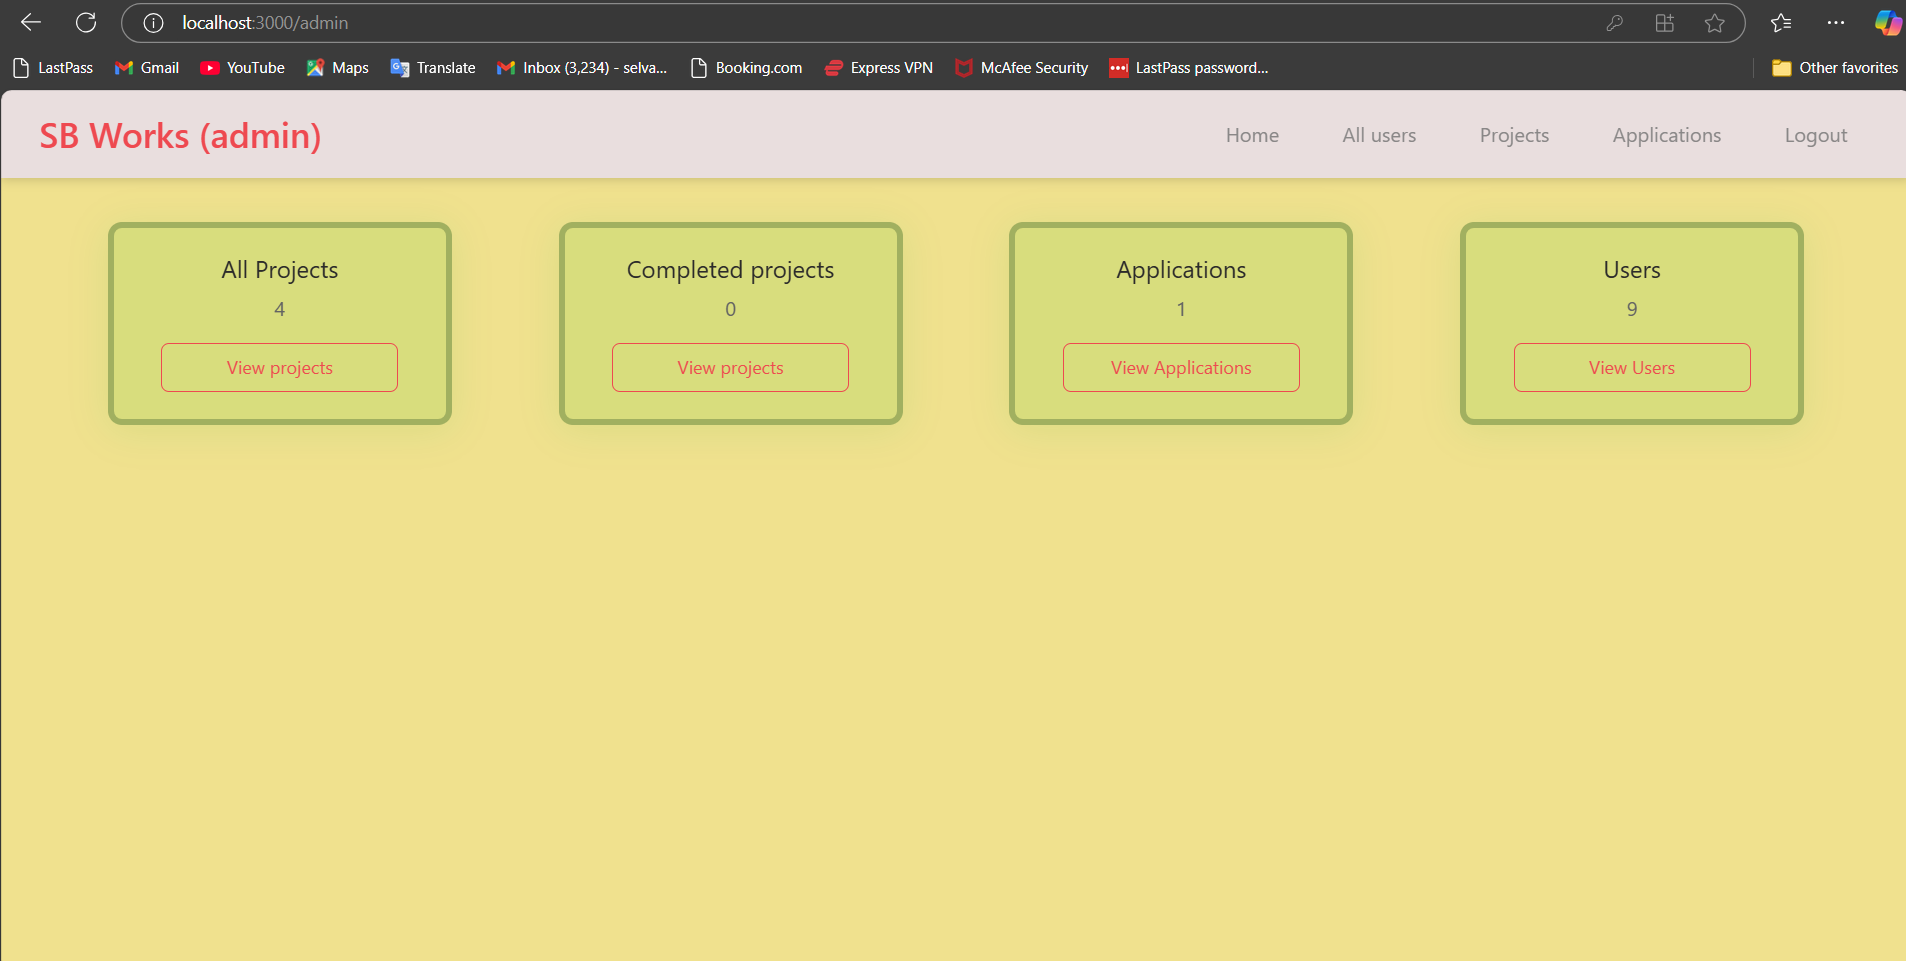 localhost:3000/admin
LastPass Gmail YouTube Maps Translate Inbox (3,234) - selva... Booking.com Express VPN McAfee Security LastPass password... Other favorites
SB Works (admin) Home All users Projects Applications Logout
All Projects
4
View projects
Completed projects
0
View projects
Applications
1
View Applications
Users
9
View Users